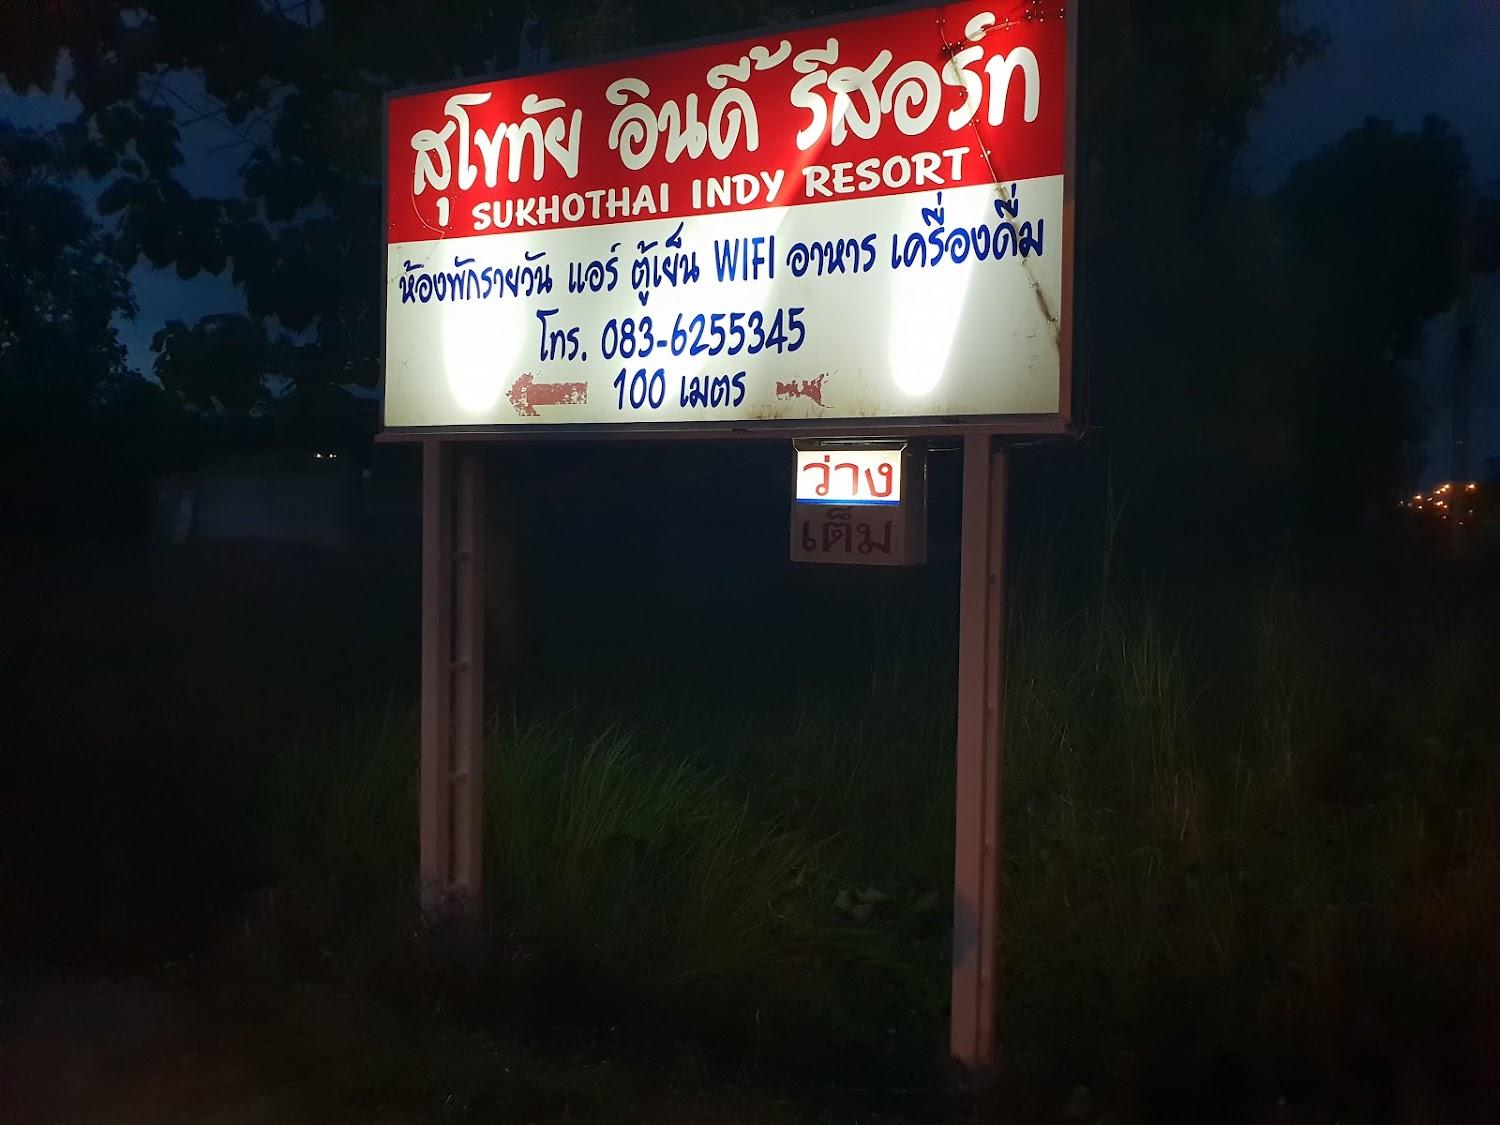 สุโขทัย อินดี้ รีสอร์ท
SUKHOTHAI INDY RESORT
ห้องพักรายวัน แอร์ ตู้เย็น WIFI อาหาร เครื่องดื่ม
โทร. 083-6255345
100 เมตร
ว่าง
เต็ม